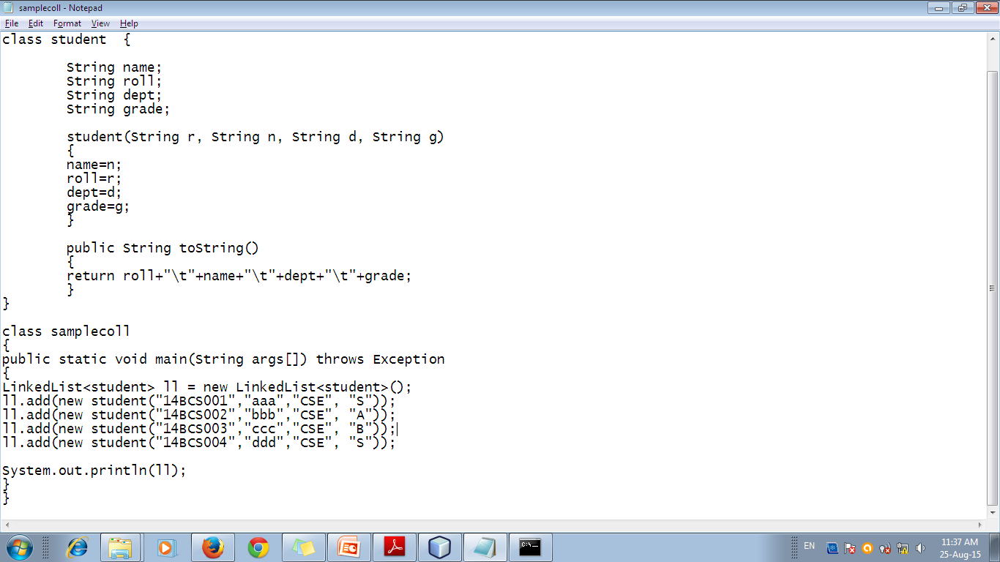 samplecoll - Notepad
File Edit Format View Help
class student  {
String name;
String roll;
String dept;
String grade;
student(String r, String n, String d, String g)
{
name=n;
roll=r;
dept=d;
grade=g;
}
public String toString()
{
return roll+"\t"+name+"\t"+dept+"\t"+grade;
}
}
class samplecoll
{
public static void main(String args[]) throws Exception
{
LinkedList<student> ll = new LinkedList<student>();
ll.add(new student("14BCS001","aaa","CSE", "S"));
ll.add(new student("14BCS002","bbb","CSE", "A"));
ll.add(new student("14BCS003","ccc","CSE", "B"));
ll.add(new student("14BCS004","ddd","CSE", "S"));
System.out.println(ll);
}
}
EN
11:37 AM
25-Aug-15